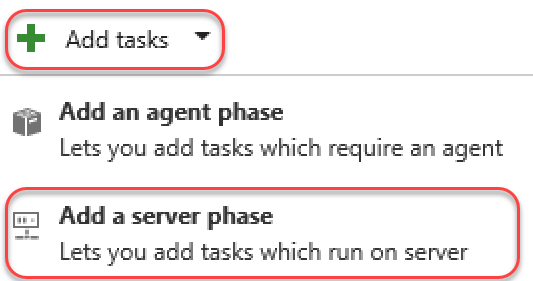 Add tasks
Add an agent phase
Lets you add tasks which require an agent
Add a server phase
Lets you add tasks which run on server